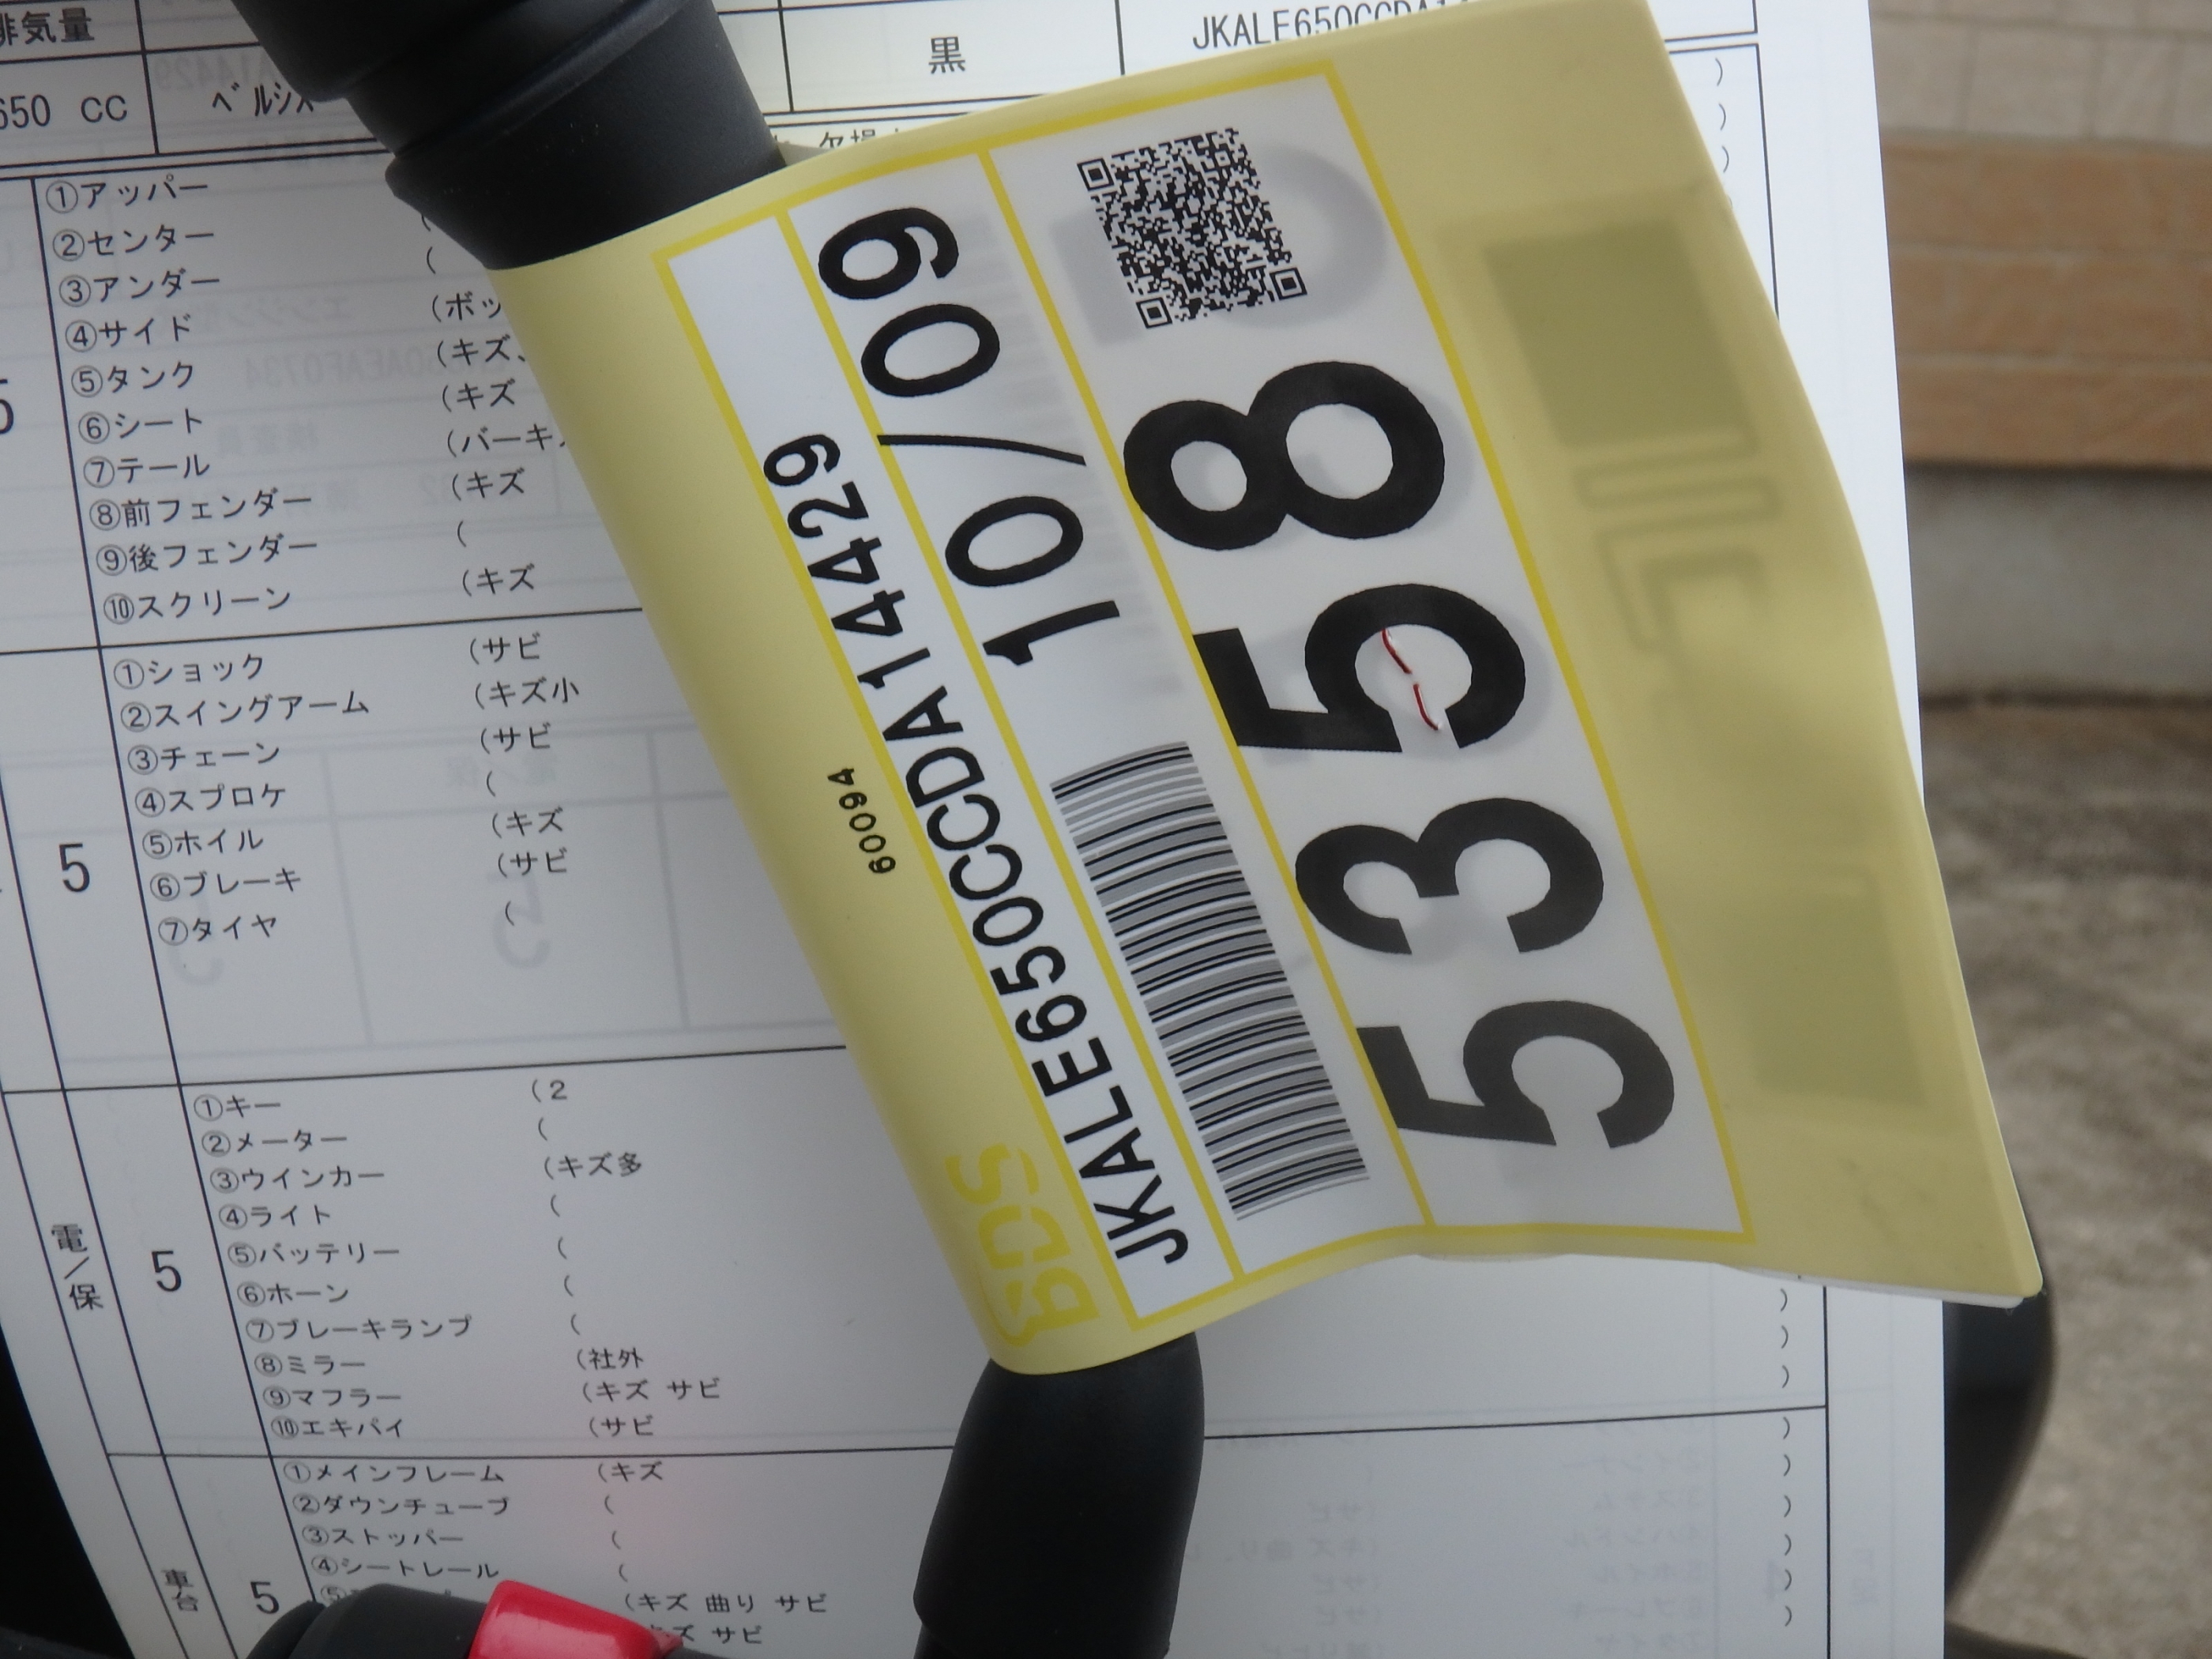 排気量
650 CC
ﾍﾞﾙｼｽ
黒
JKALE650CCDA14
①アッパー
②センター (
③アンダー (
④サイド (ボッ
⑤タンク (キズ、
⑥シート (キズ
⑦テール (バーキ
⑧前フェンダー (キズ
⑨後フェンダー (
⑩スクリーン (キズ
5
①ショック (サビ
②スイングアーム (キズ小
③チェーン (サビ
④スプロケ (
⑤ホイル (キズ
⑥ブレーキ (サビ
⑦タイヤ (
電/保
5
①キー (2
②メーター (
③ウインカー (キズ多
④ライト (
⑤バッテリー (
⑥ホーン (
⑦ブレーキランプ (
⑧ミラー (社外
⑨マフラー (キズ サビ
⑩エキパイ (サビ
車台
5
①メインフレーム (キズ
②ダウンチューブ (
③ストッパー (
④シートレール (
(キズ 曲り サビ
キズ サビ
BDS
60094
JKALE650CCDA14429
10/09
5358